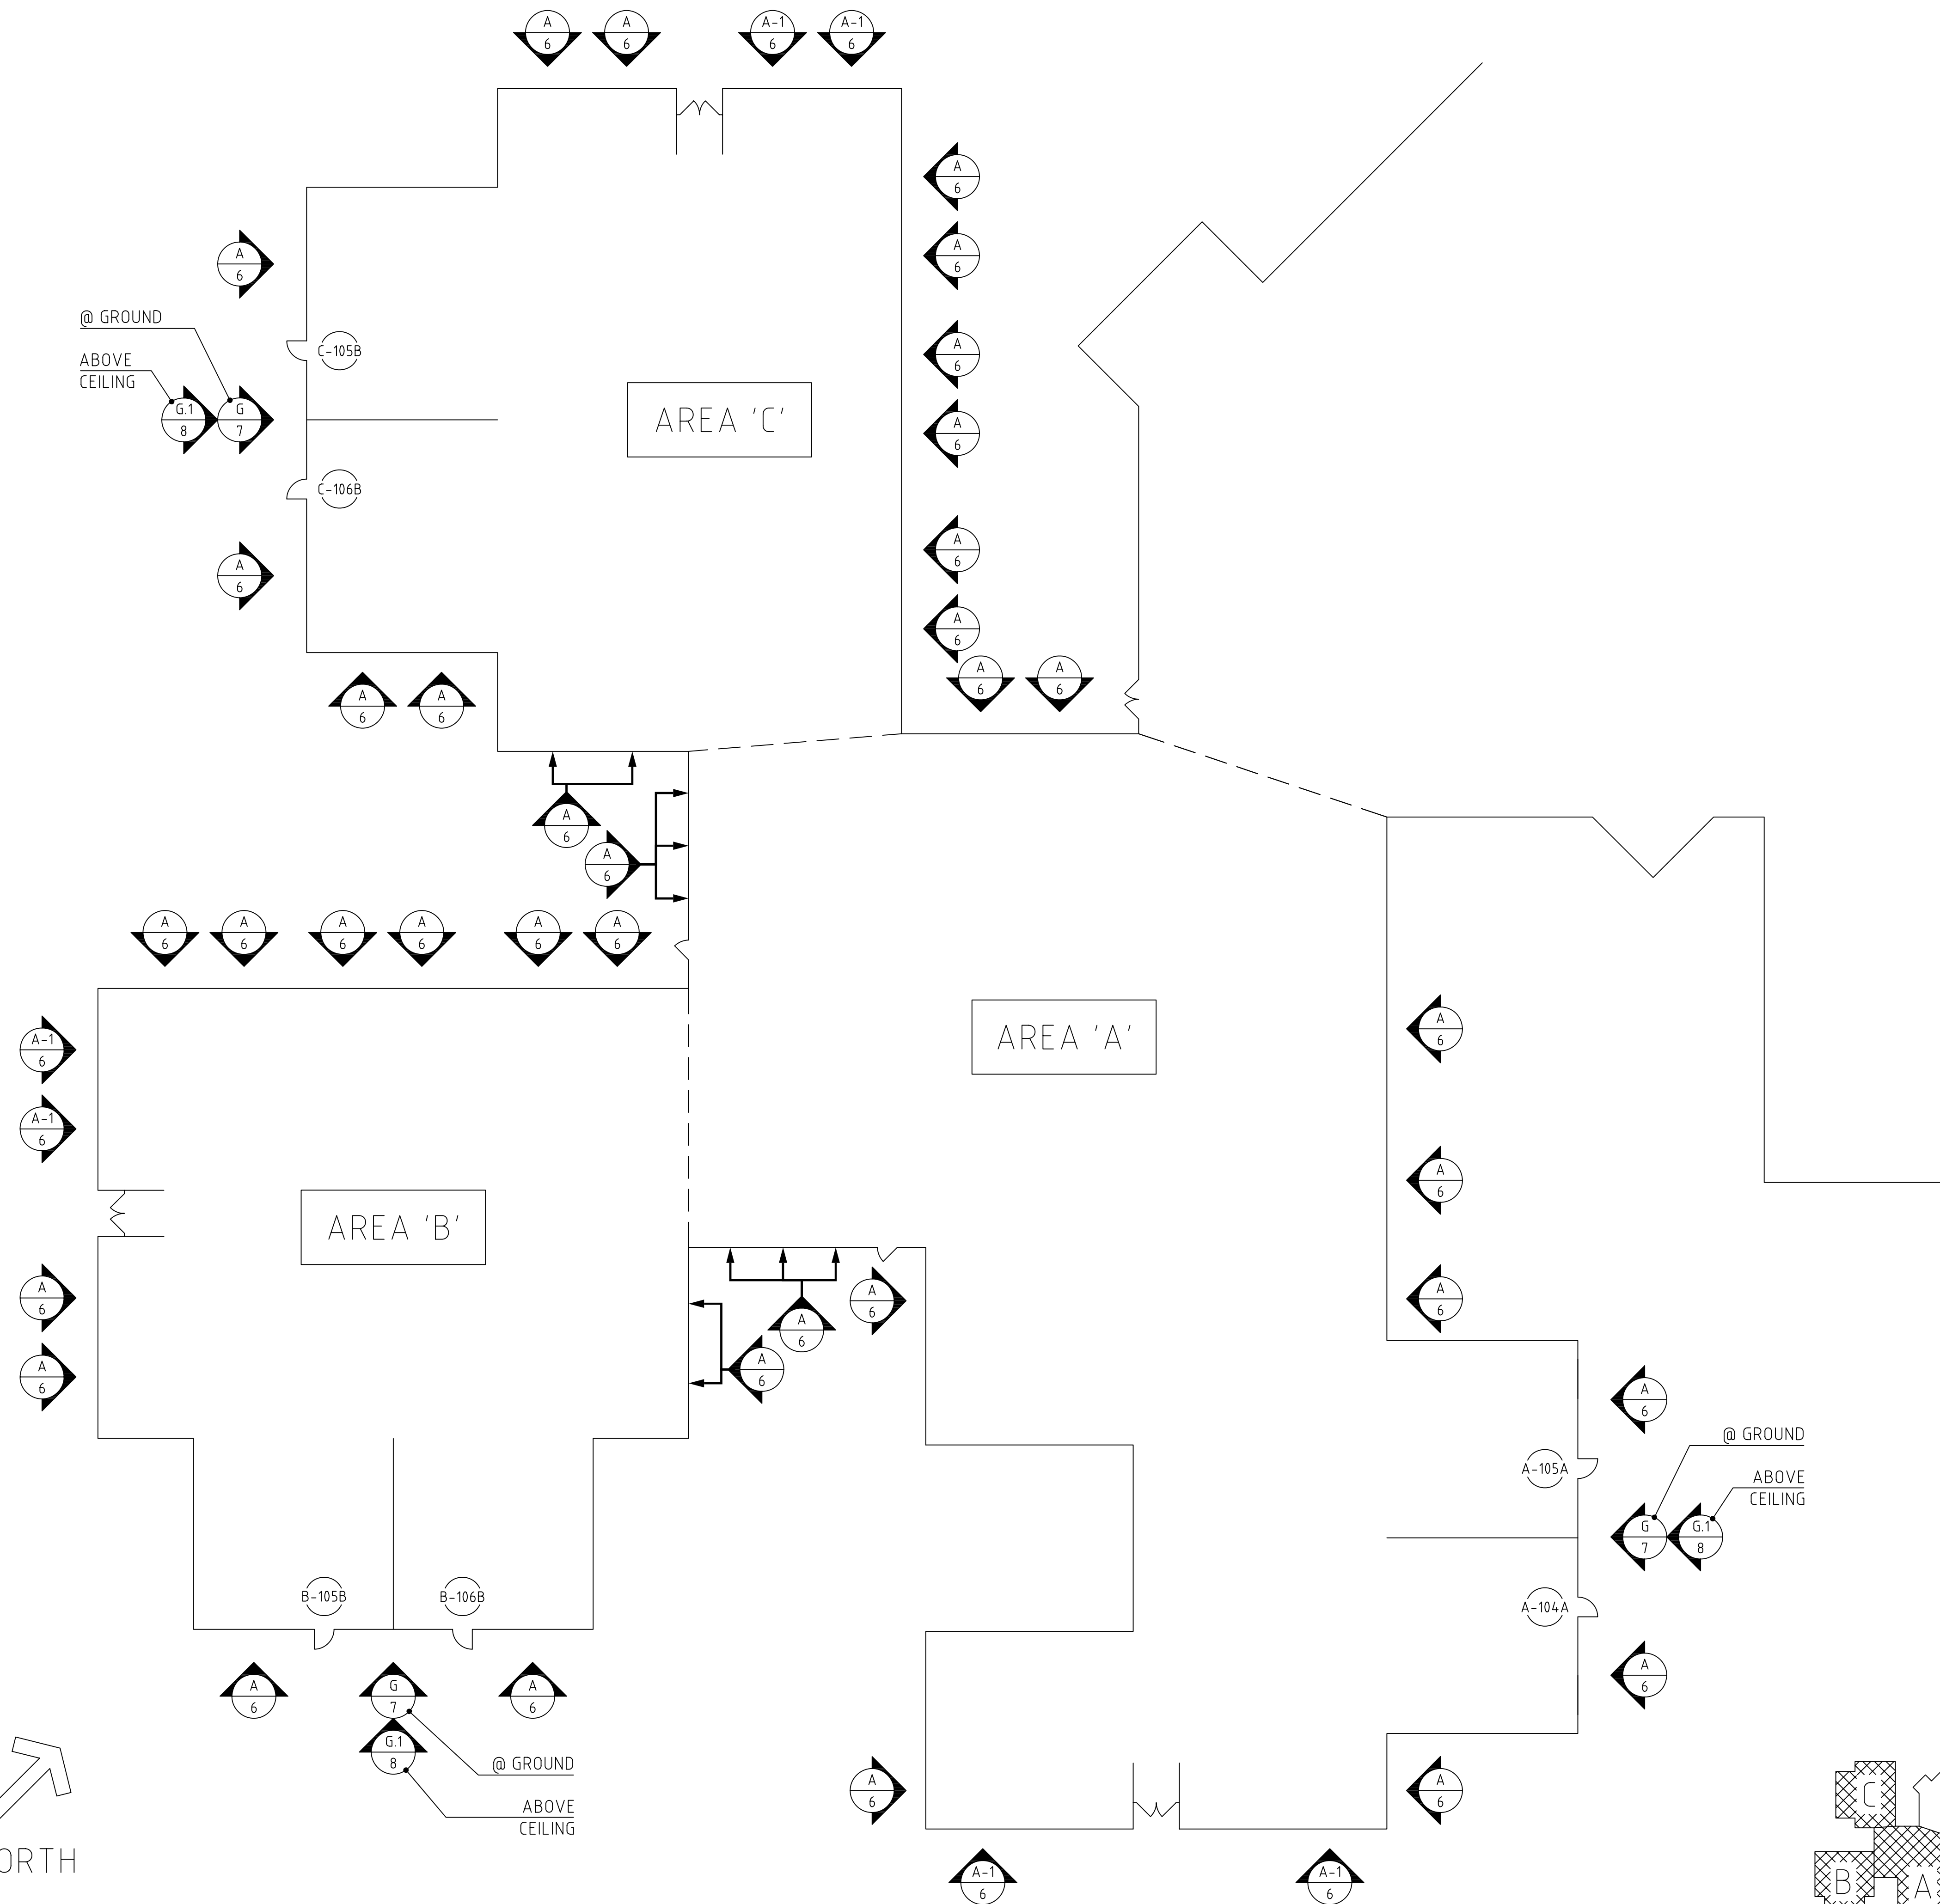 A A A-1 A-1
6 6 6 6
A
6
A
6
A
6
@ GROUND
ABOVE
CEILING
C-105B
A
6
G.1 G
8 7
AREA 'C'
A
6
C-106B
A
6
A
6
A
6
A A
6 6
A A
6 6
A
6
A
6
A A A A A A
6 6 6 6 6 6
A-1
6
AREA 'A'
A
6
A-1
6
A
6
AREA 'B'
A
6
A
6
A
6
A
6
A
6
A
6
A
6
@ GROUND
A-105A
ABOVE
CEILING
G G.1
7 8
B-105B B-106B
A-104A
A
6
A G A
6 7 6
G.1
8
@ GROUND
ABOVE
CEILING
A
6
A
6
C
ORTH
A-1 A-1
6 6
B A